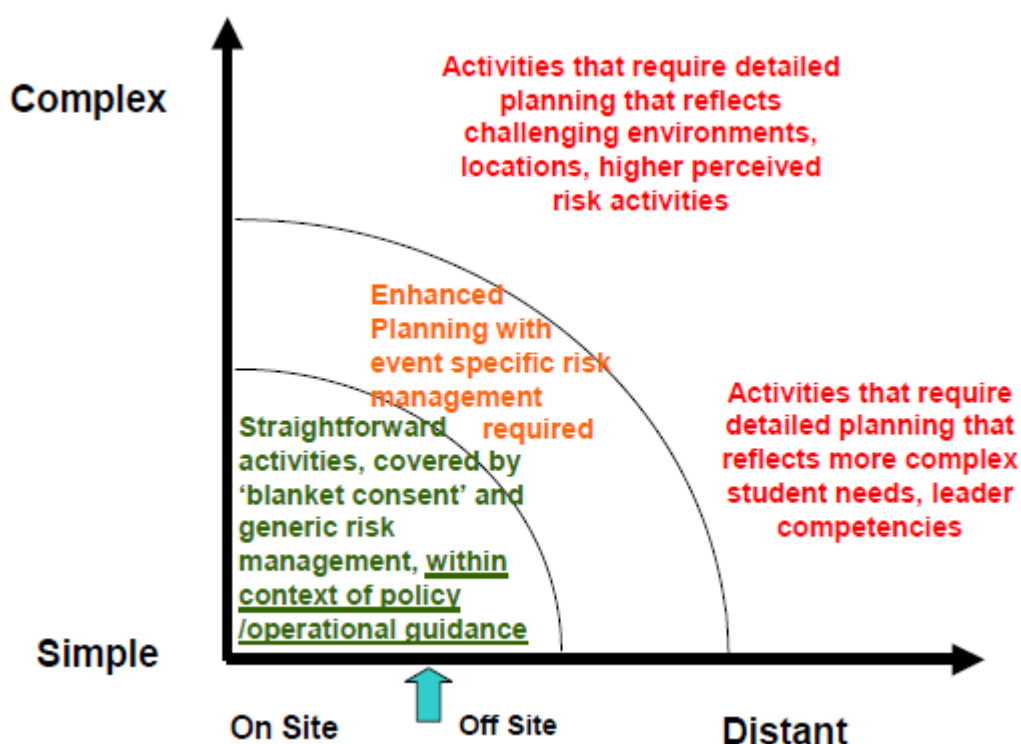 Complex
Activities that require detailed
planning that reflects
challenging environments,
locations, higher perceived
risk activities
Enhanced
Planning with
event specific risk
management
required
Straightforward
activities, covered by
‘blanket consent’ and
generic risk
management, within
context of policy
/operational guidance
Activities that require
detailed planning that
reflects more complex
student needs, leader
competencies
Simple
On Site
Off Site
Distant